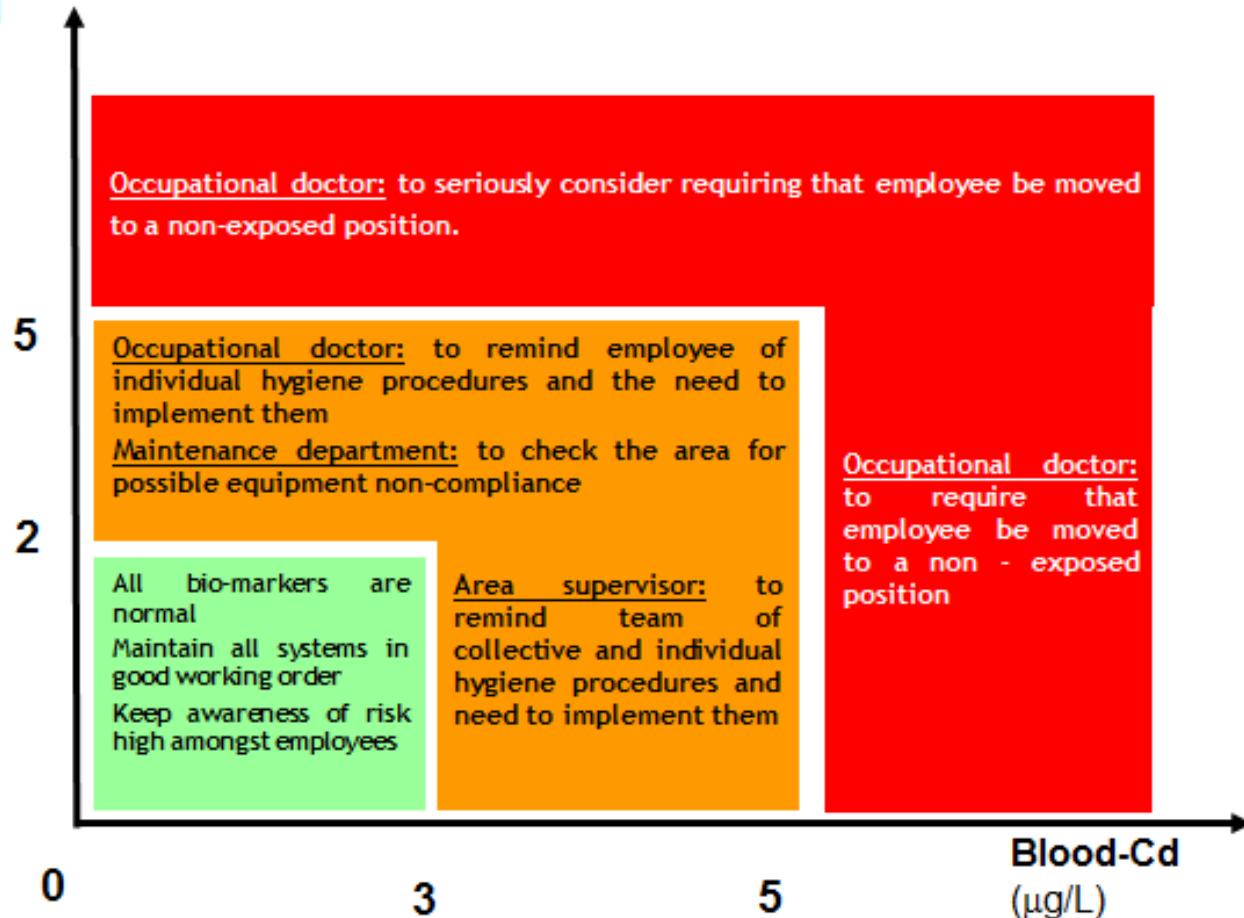 Occupational doctor: to seriously consider requiring that employee be moved
to a non-exposed position.
5
Occupational doctor: to remind employee of
individual hygiene procedures and the need to
implement them
Maintenance department: to check the area for
possible equipment non-compliance
Occupational doctor:
to require that
employee be moved
to a non - exposed
position
2
All bio-markers are
normal
Maintain all systems in
good working order
Keep awareness of risk
high amongst employees
Area supervisor: to
remind team of
collective and individual
hygiene procedures and
need to implement them
0
3
5
Blood-Cd
(µg/L)